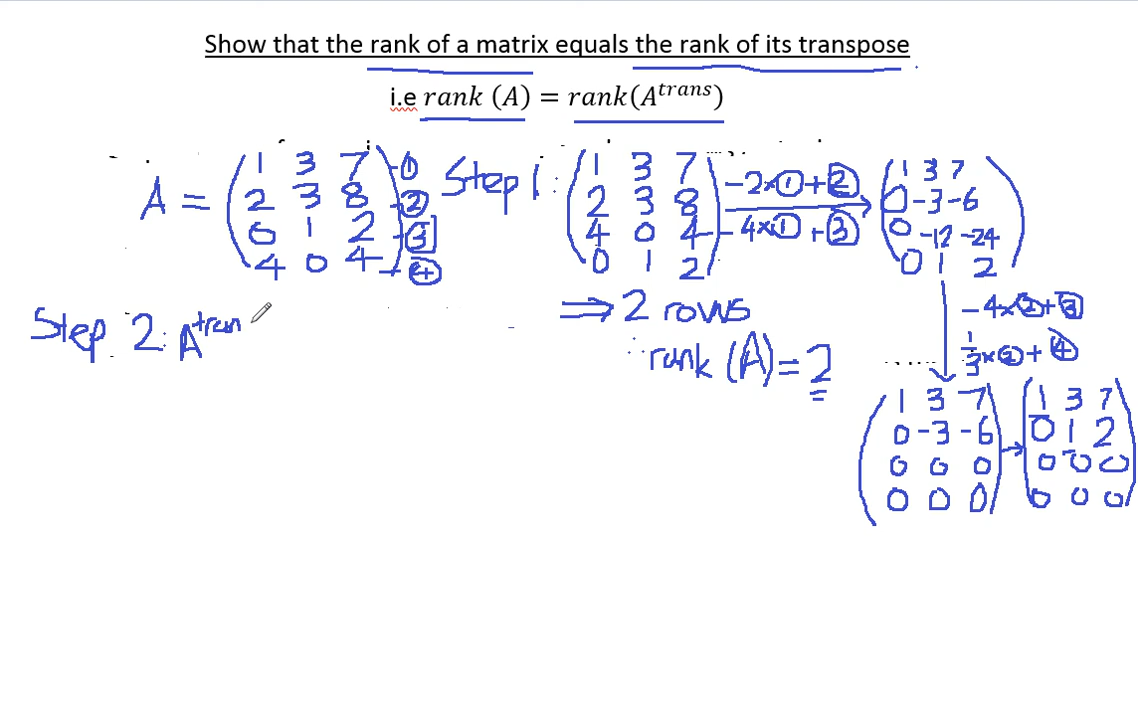 Show that the rank of a matrix equals the rank of its transpose
i.e rank (A) = rank(A^trans)
A = (1 3 7) -①
(2 3 8) -②
(0 1 2) -③
(4 0 4) -④
Step 1:
(1 3 7)
(2 3 8)
(4 0 4)
(0 1 2)
-2×①+②
-4×①+③
(1 3 7)
(0 -3 -6)
(0 -12 -24)
(0 1 2)
-4×②+③
1/3×②+④
(1 3 7)
(0 -3 -6)
(0 0 0)
(0 0 0)
→
(1 3 7)
(0 1 2)
(0 0 0)
(0 0 0)
⇒ 2 rows
∴ rank (A) = 2
Step 2: A^tran